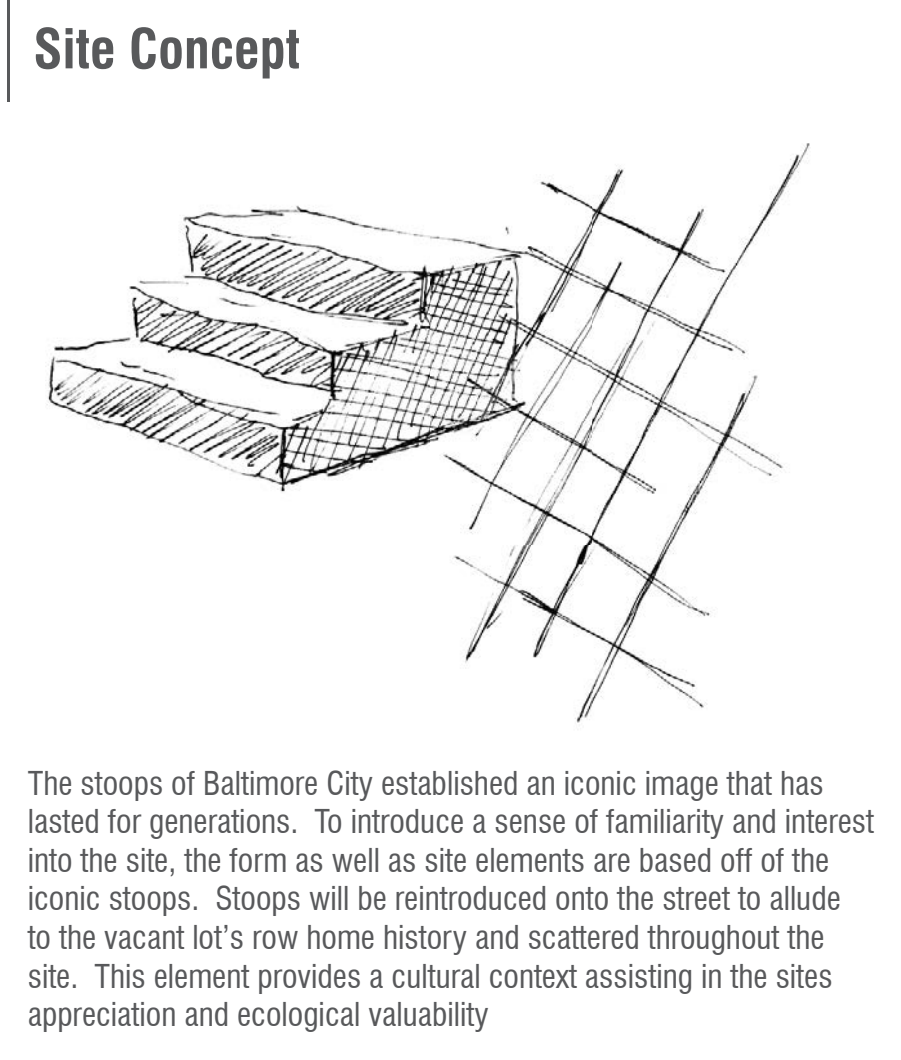 Site Concept
The stoops of Baltimore City established an iconic image that has
lasted for generations.  To introduce a sense of familiarity and interest
into the site, the form as well as site elements are based off of the
iconic stoops.  Stoops will be reintroduced onto the street to allude
to the vacant lot’s row home history and scattered throughout the
site.  This element provides a cultural context assisting in the sites
appreciation and ecological valuability